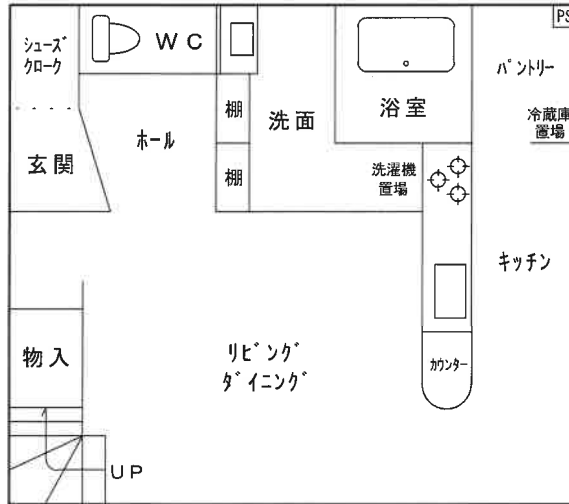 シューズ
クローク
WC
PS
パントリー
冷蔵庫
置場
棚
洗面
浴室
ホール
玄関
棚
洗濯機
置場
キッチン
物入
リビング
ダイニング
カウンター
UP